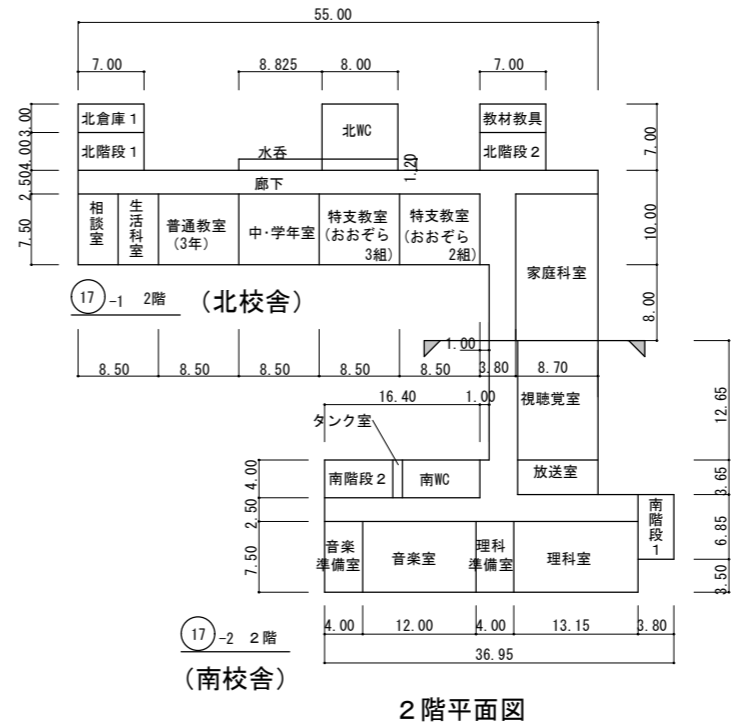 55.00
7.00
8.825
8.00
7.00
3.00
北倉庫1
北WC
教材教具
7.00
4.00
北階段1
水呑
1.20
北階段2
2.50
廊下
7.50
相談室
生活科室
普通教室
(3年)
中・学年室
特支教室
(おおぞら
3組)
特支教室
(おおぞら
2組)
家庭科室
10.00
17 -1 2階 (北校舎)
8.00
1.00
8.50
8.50
8.50
8.50
8.50
3.80
8.70
16.40
1.00
視聴覚室
12.65
タンク室
4.00
南階段2
南WC
放送室
3.65
2.50
南階段1
6.85
7.50
音楽
準備室
音楽室
理科
準備室
理科室
3.50
4.00
12.00
4.00
13.15
3.80
17 -2 2階
36.95
(南校舎)
2階平面図